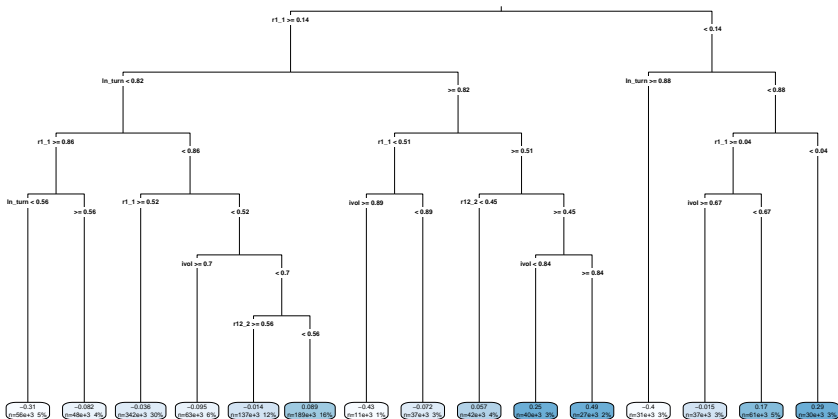 r1_1 >= 0.14
< 0.14
ln_turn < 0.82
>= 0.82
ln_turn >= 0.88
< 0.88
r1_1 >= 0.86
< 0.86
r1_1 < 0.51
>= 0.51
r1_1 >= 0.04
< 0.04
ln_turn < 0.56
>= 0.56
r1_1 >= 0.52
< 0.52
ivol >= 0.89
< 0.89
r12_2 < 0.45
>= 0.45
ivol >= 0.67
< 0.67
ivol >= 0.7
< 0.7
ivol < 0.84
>= 0.84
r12_2 >= 0.56
< 0.56
−0.31
n=56e+3 5%
−0.082
n=48e+3 4%
−0.036
n=342e+3 30%
−0.095
n=63e+3 6%
−0.014
n=137e+3 12%
0.089
n=189e+3 16%
−0.43
n=11e+3 1%
−0.072
n=37e+3 3%
0.057
n=42e+3 4%
0.25
n=40e+3 3%
0.49
n=27e+3 2%
−0.4
n=31e+3 3%
−0.015
n=37e+3 3%
0.17
n=61e+3 5%
0.29
n=30e+3 3%